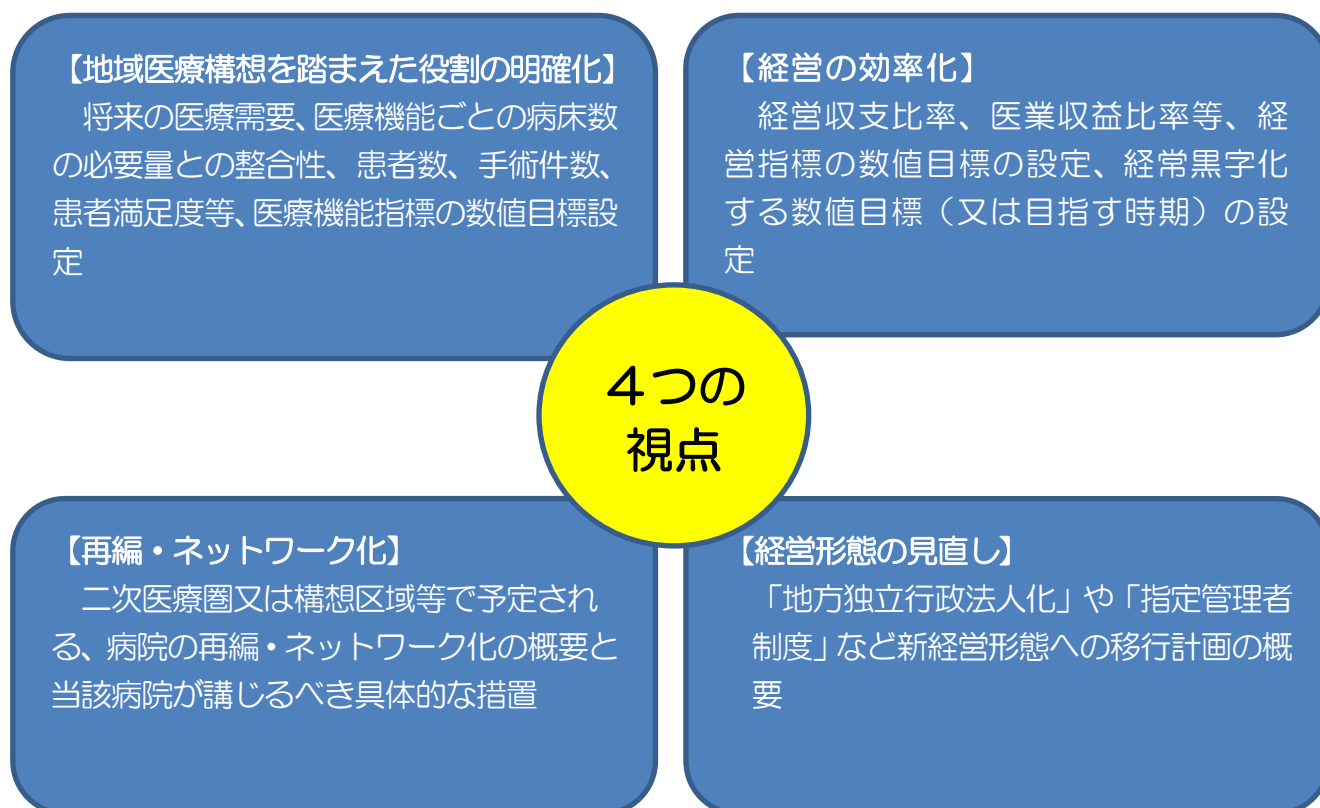 【地域医療構想を踏まえた役割の明確化】
将来の医療需要、医療機能ごとの病床数
の必要量との整合性、患者数、手術件数、
患者満足度等、医療機能指標の数値目標設
定
【経営の効率化】
経営収支比率、医業収益比率等、経
営指標の数値目標の設定、経常黒字化
する数値目標（又は目指す時期）の設
定
４つの
視点
【再編・ネットワーク化】
二次医療圏又は構想区域等で予定され
る、病院の再編・ネットワーク化の概要と
当該病院が講じるべき具体的な措置
【経営形態の見直し】
「地方独立行政法人化」や「指定管理者
制度」など新経営形態への移行計画の概
要